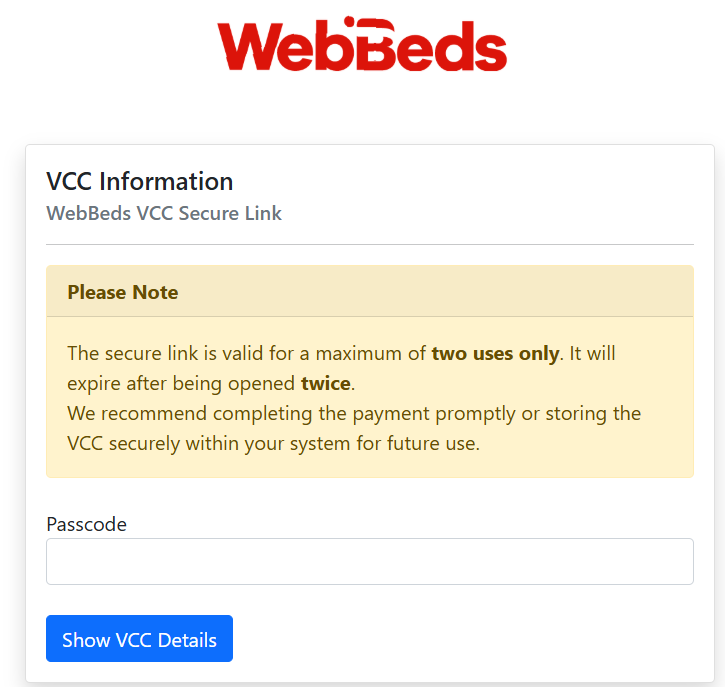 WebBeds
VCC Information
WebBeds VCC Secure Link
Please Note
The secure link is valid for a maximum of two uses only. It will
expire after being opened twice.
We recommend completing the payment promptly or storing the
VCC securely within your system for future use.
Passcode
Show VCC Details